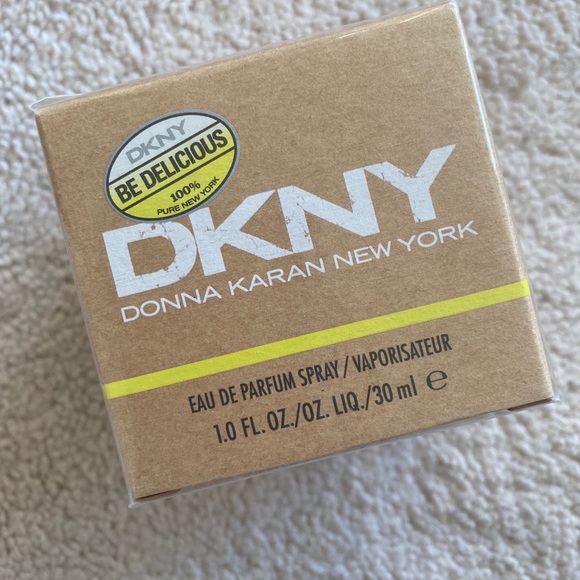 DKNY
BE DELICIOUS
100%
PURE NEW YORK
DKNY
DONNA KARAN NEW YORK
EAU DE PARFUM SPRAY / VAPORISATEUR
1.0 FL. OZ./OZ. LIQ./30 ml ℮